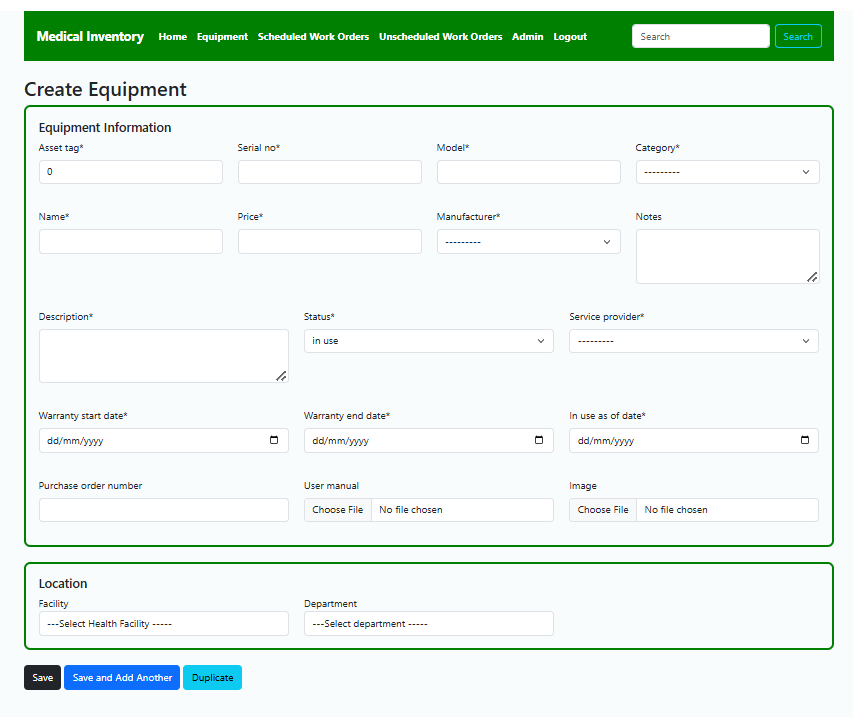 Medical Inventory Home Equipment Scheduled Work Orders Unscheduled Work Orders Admin Logout Search Search
Create Equipment
Equipment Information
Asset tag* Serial no* Model* Category*
0 ---------
Name* Price* Manufacturer* Notes
---------
Description* Status* Service provider*
in use ---------
Warranty start date* Warranty end date* In use as of date*
dd/mm/yyyy dd/mm/yyyy dd/mm/yyyy
Purchase order number User manual Image
Choose File No file chosen Choose File No file chosen
Location
Facility Department
---Select Health Facility ----- ---Select department -----
Save Save and Add Another Duplicate